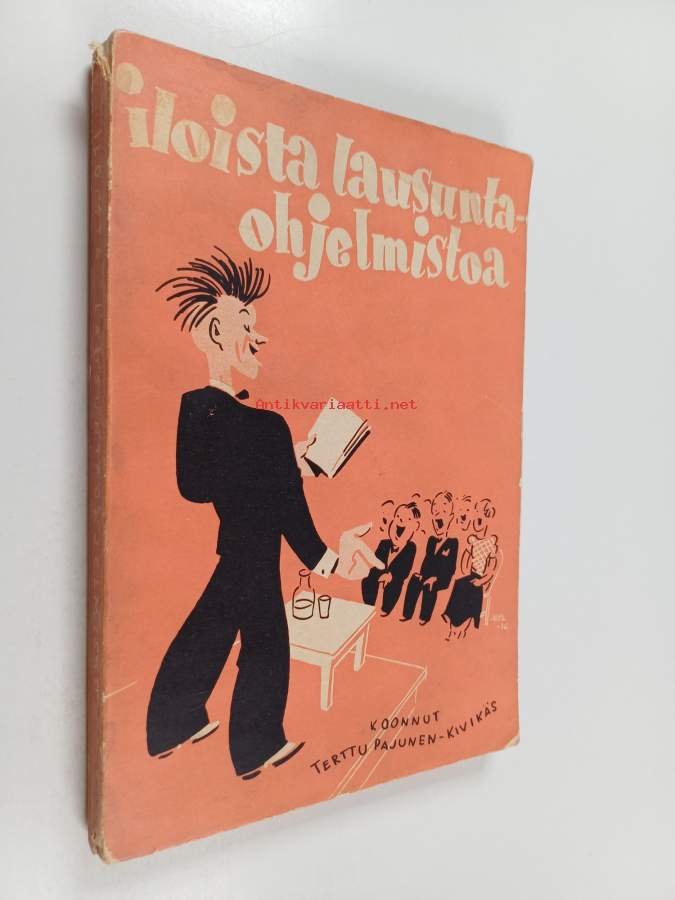 iloista lausunta-
ohjelmistoa
Antikvariaatti.net
KOONNUT
TERTTU PAJUNEN-KIVIKÄS